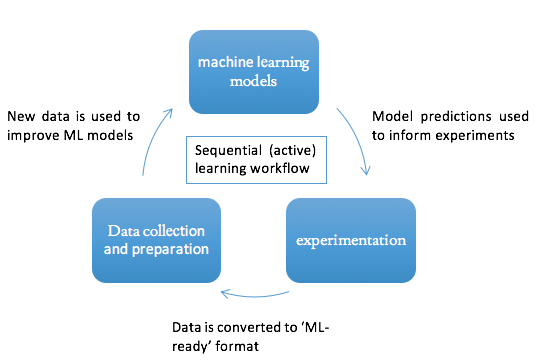 machine learning
models
New data is used to
improve ML models
Model predictions used
to inform experiments
Sequential (active)
learning workflow
Data collection
and preparation
experimentation
Data is converted to ‘ML-
ready’ format